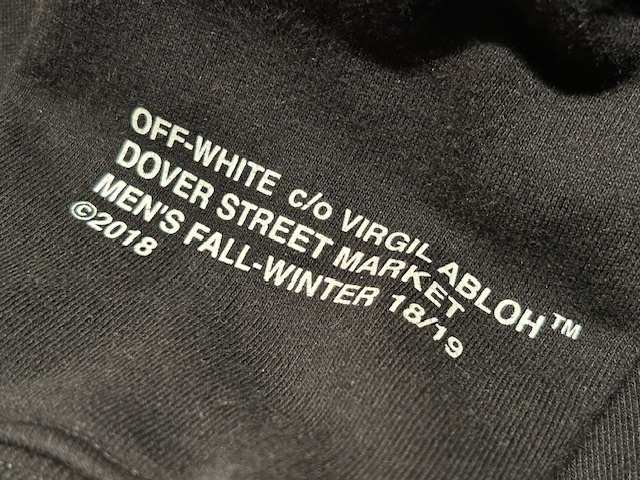 OFF-WHITE c/o VIRGIL ABLOH™
DOVER STREET MARKET
MEN'S FALL-WINTER 18/19
©2018